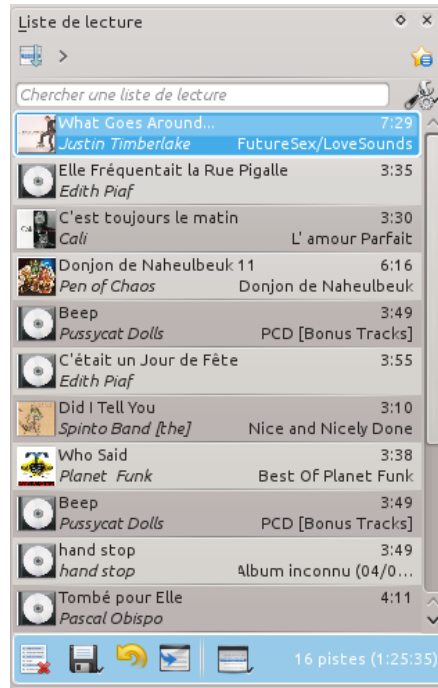 Liste de lecture
Chercher une liste de lecture
What Goes Around... 7:29
Justin Timberlake FutureSex/LoveSounds
Elle Fréquentait la Rue Pigalle 3:35
Edith Piaf
C'est toujours le matin 3:30
Cali L' amour Parfait
Donjon de Naheulbeuk 11 6:16
Pen of Chaos Donjon de Naheulbeuk
Beep 3:49
Pussycat Dolls PCD [Bonus Tracks]
C'était un Jour de Fête 3:55
Edith Piaf
Did I Tell You 3:10
Spinto Band [the] Nice and Nicely Done
Who Said 3:38
Planet Funk Best Of Planet Funk
Beep 3:49
Pussycat Dolls PCD [Bonus Tracks]
hand stop 3:49
hand stop Album inconnu (04/0...
Tombé pour Elle 4:11
Pascal Obispo
16 pistes (1:25:35)